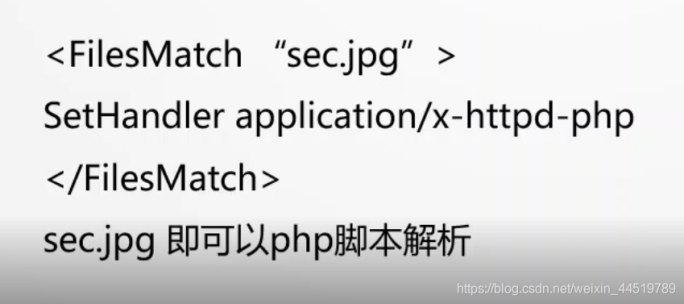 <FilesMatch “sec.jpg” >
SetHandler application/x-httpd-php
</FilesMatch>
sec.jpg 即可以php脚本解析
https://blog.csdn.net/weixin_44519789